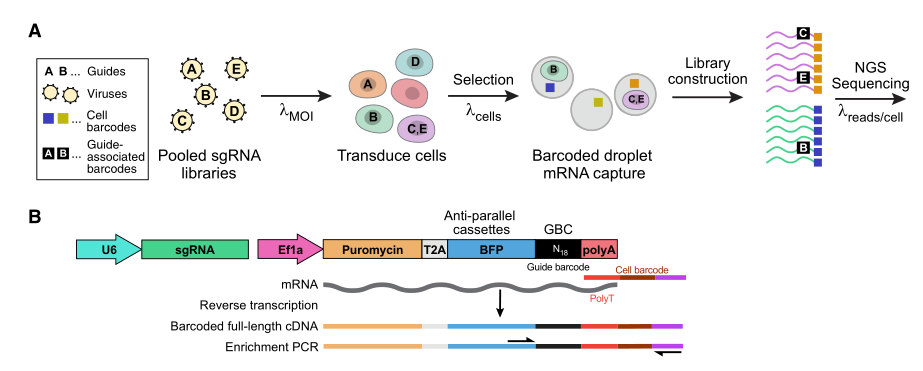 A
A B ... Guides
Viruses
... Cell
barcodes
A B ... Guide-
associated
barcodes
A E B C D
Pooled sgRNA
libraries
λMOI
D A B C,E
Transduce cells
Selection
λcells
B C,E
Barcoded droplet
mRNA capture
Library
construction
C
E
B
NGS
Sequencing
λreads/cell
B
Anti-parallel
cassettes
GBC
U6 sgRNA Ef1a Puromycin T2A BFP N18 polyA
Guide barcode
Cell barcode
mRNA
PolyT
Reverse transcription
Barcoded full-length cDNA
Enrichment PCR